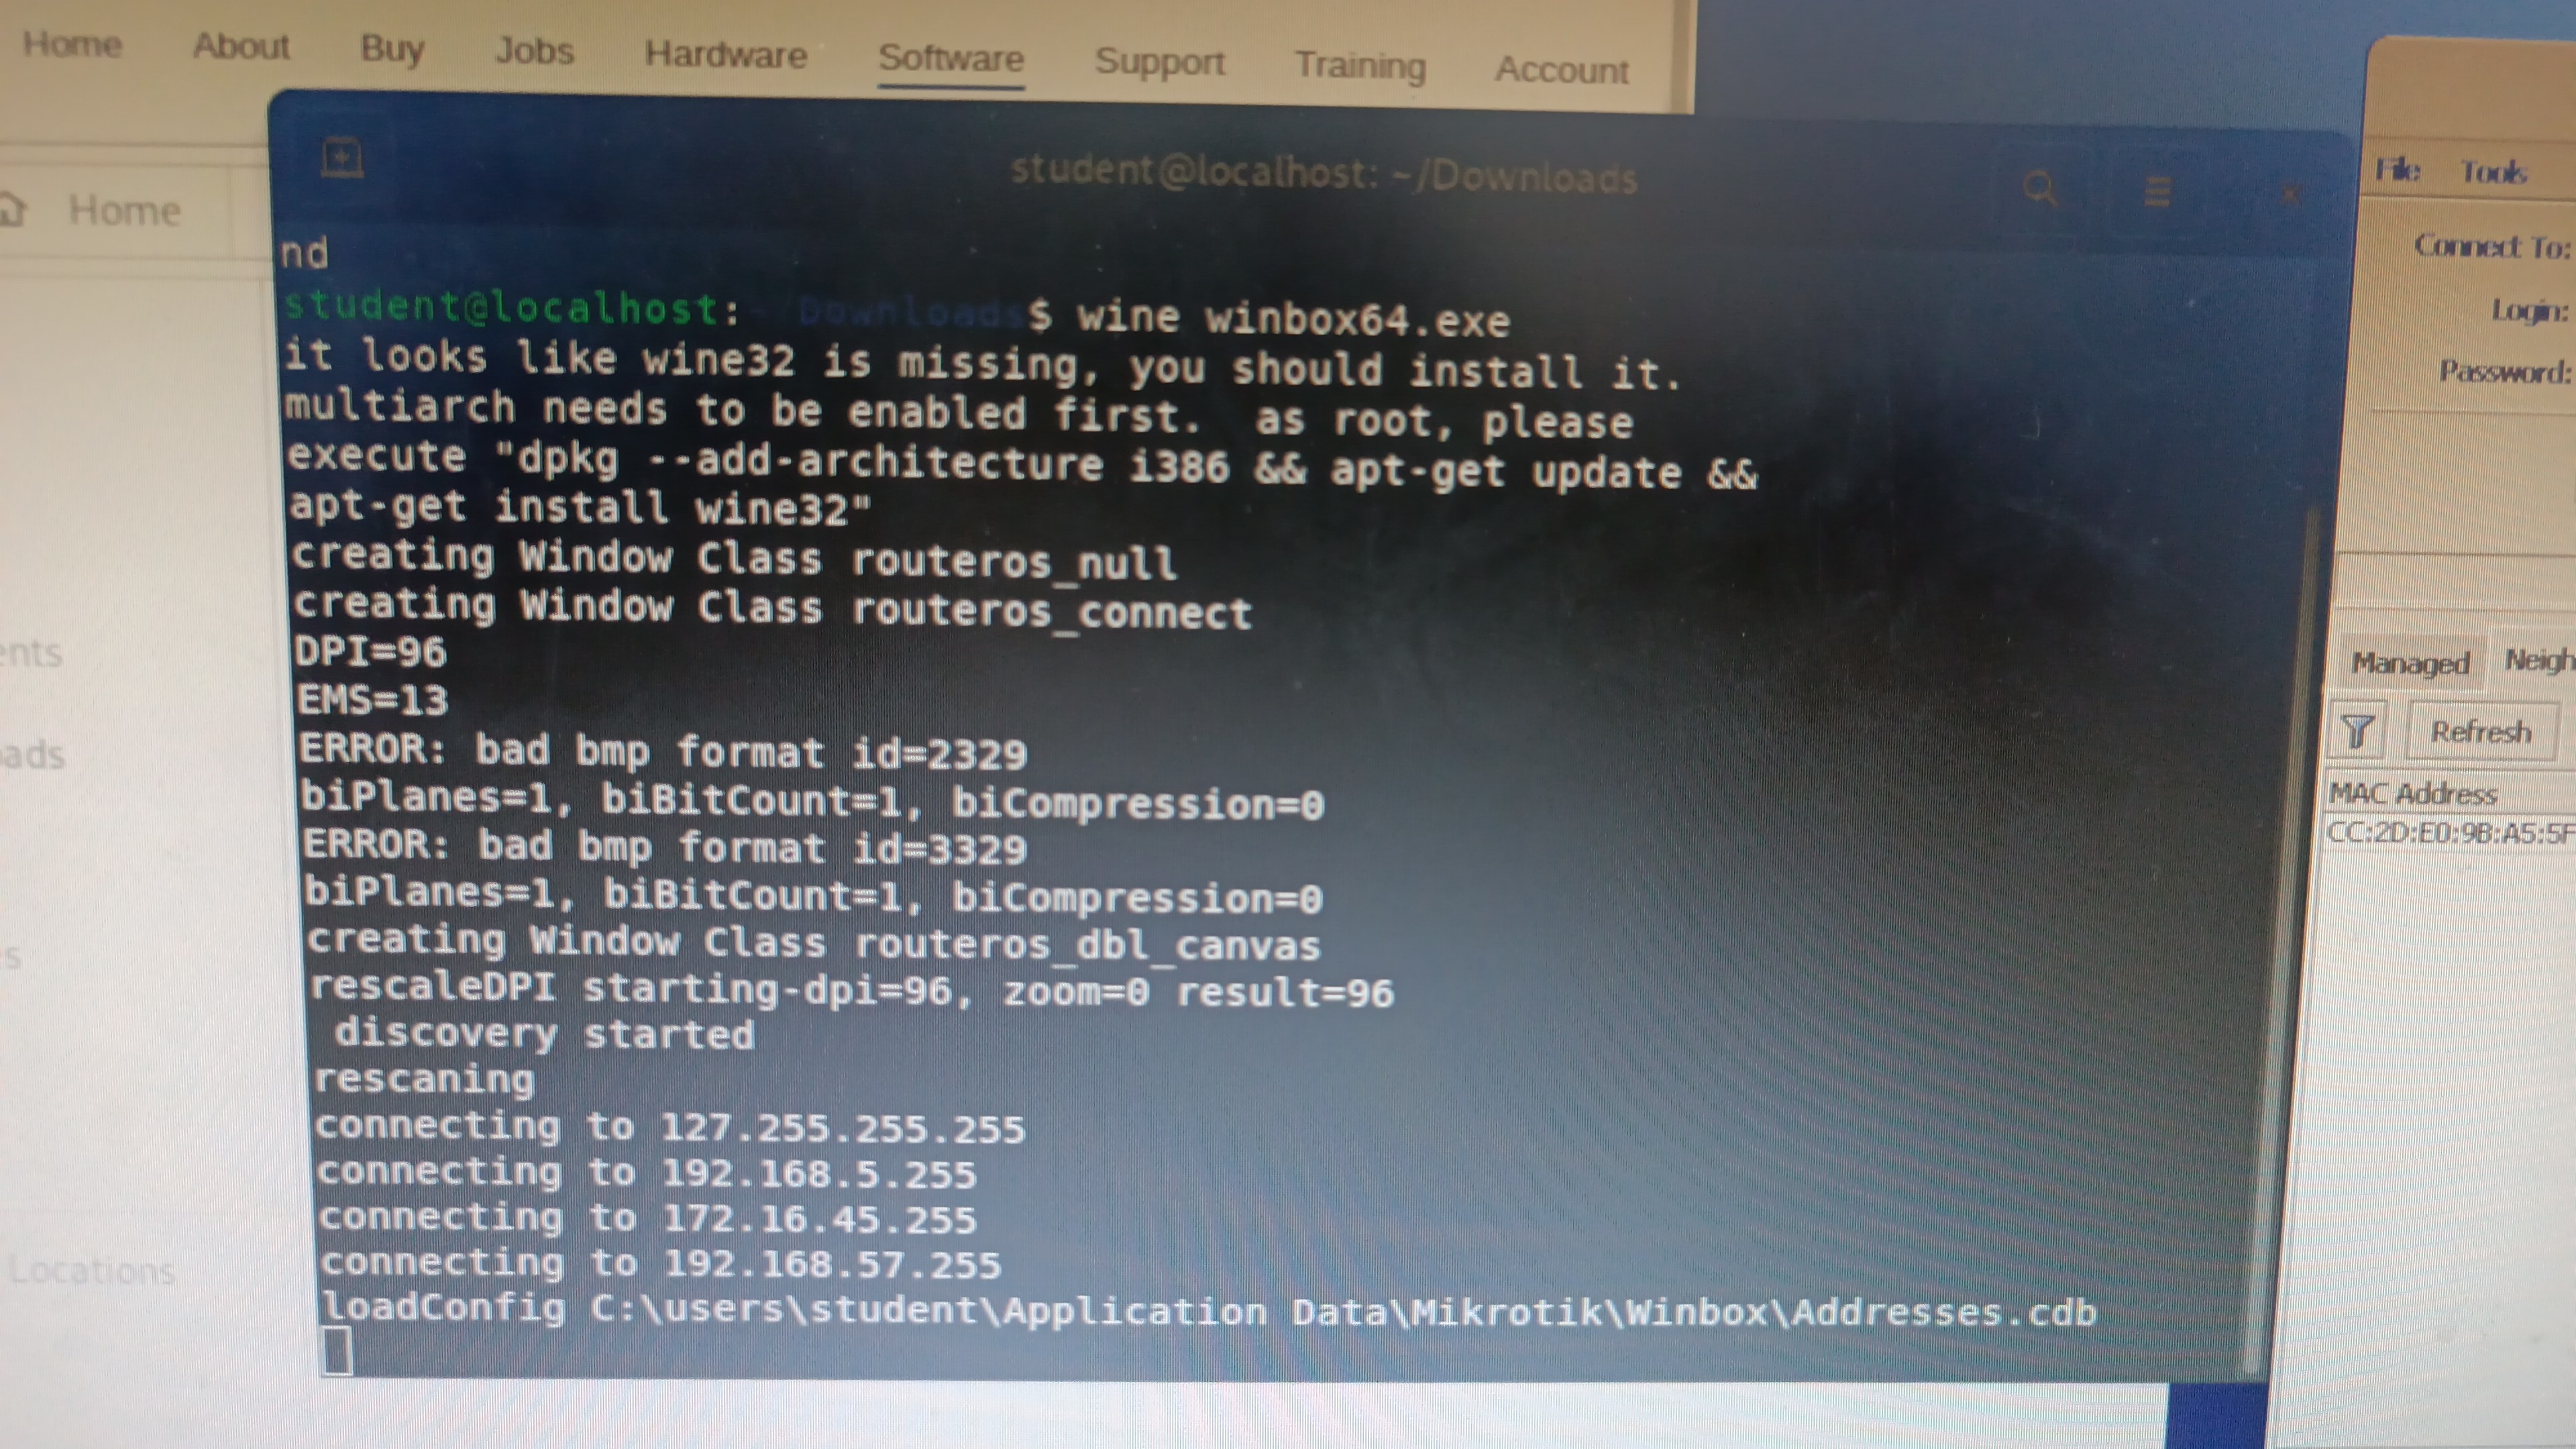 Home About Buy Jobs Hardware Software Support Training Account
Home
student@localhost: ~/Downloads
File Tools
Connect To:
Login:
Password:
nd
student@localhost:~/Downloads$ wine winbox64.exe
it looks like wine32 is missing, you should install it.
multiarch needs to be enabled first.  as root, please
execute "dpkg --add-architecture i386 && apt-get update &&
apt-get install wine32"
creating Window Class routeros_null
creating Window Class routeros_connect
DPI=96
EMS=13
ERROR: bad bmp format id=2329
biPlanes=1, biBitCount=1, biCompression=0
ERROR: bad bmp format id=3329
biPlanes=1, biBitCount=1, biCompression=0
creating Window Class routeros_dbl_canvas
rescaleDPI starting-dpi=96, zoom=0 result=96
discovery started
rescaning
connecting to 127.255.255.255
connecting to 192.168.5.255
connecting to 172.16.45.255
connecting to 192.168.57.255
loadConfig C:\users\student\Application Data\Mikrotik\Winbox\Addresses.cdb
Managed Neigh
Refresh
MAC Address
CC:2D:E0:9B:A5:5F
ents
oads
s
Locations